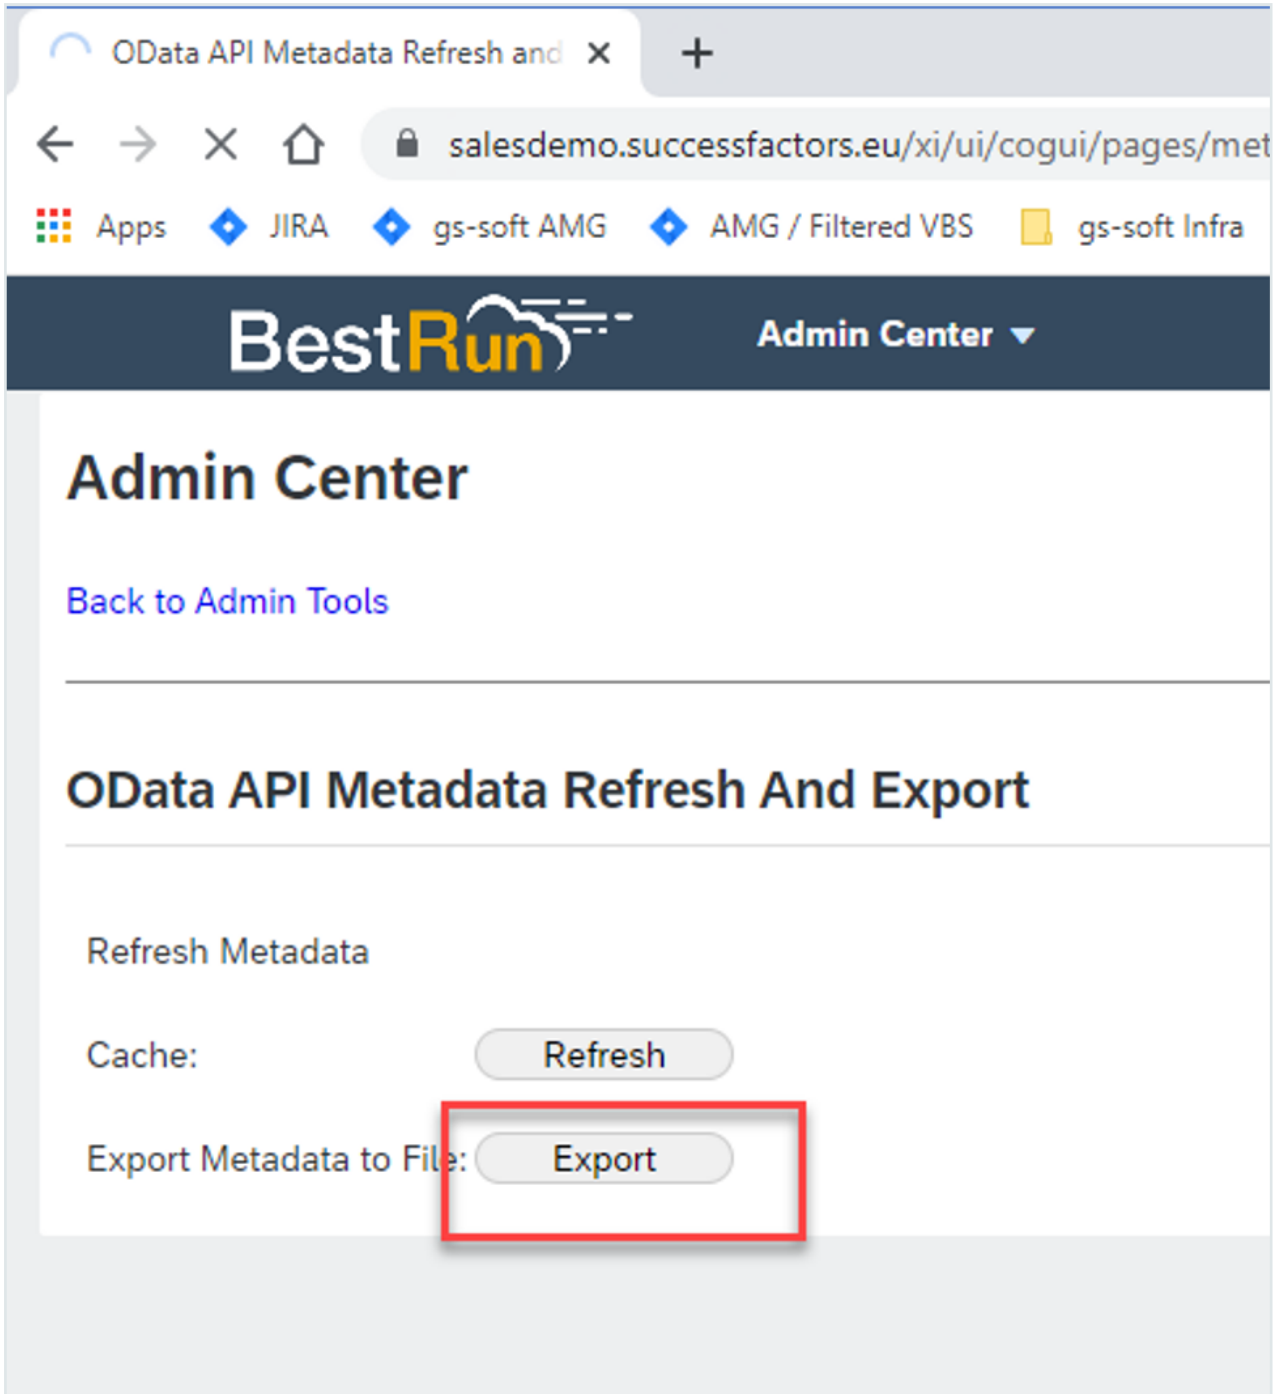 OData API Metadata Refresh and
salesdemo.successfactors.eu/xi/ui/cogui/pages/met
Apps JIRA gs-soft AMG AMG / Filtered VBS gs-soft Infra
BestRun Admin Center
Admin Center
Back to Admin Tools
OData API Metadata Refresh And Export
Refresh Metadata
Cache: Refresh
Export Metadata to File: Export